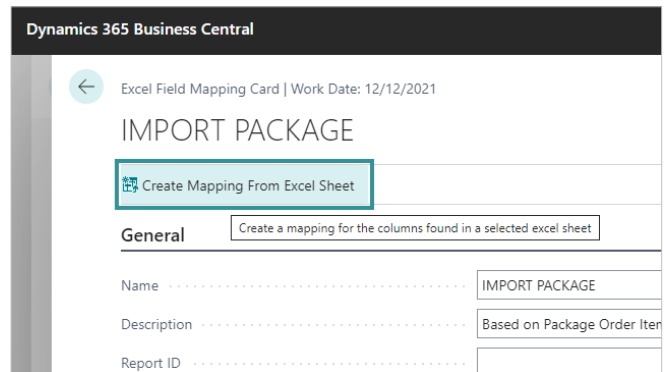 Dynamics 365 Business Central
Excel Field Mapping Card | Work Date: 12/12/2021
IMPORT PACKAGE
Create Mapping From Excel Sheet
General
Create a mapping for the columns found in a selected excel sheet
Name IMPORT PACKAGE
Description Based on Package Order Iter
Report ID